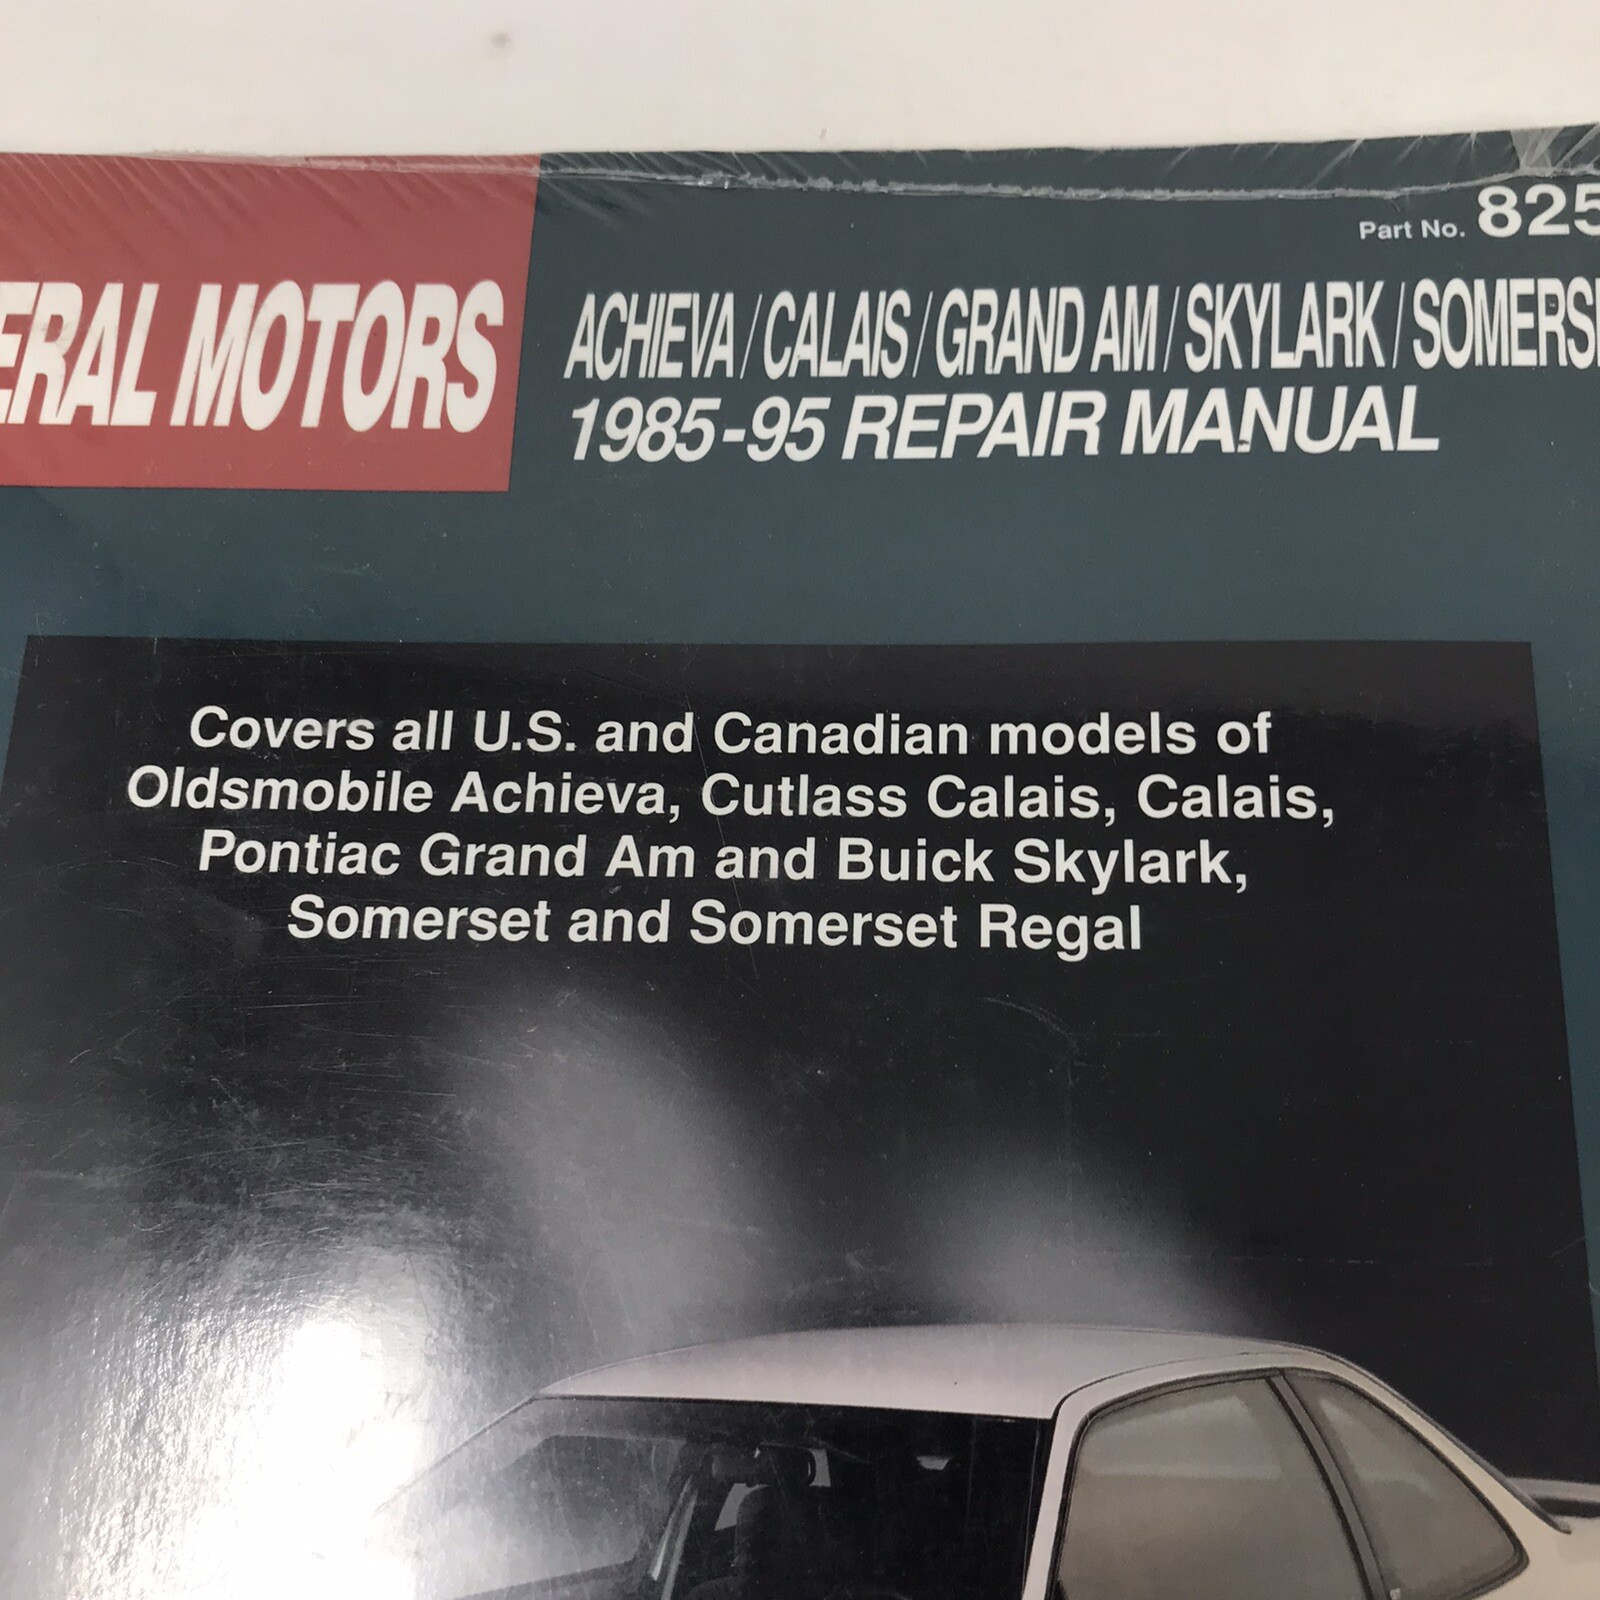 Part No. 825
ERAL MOTORS
ACHIEVA / CALAIS / GRAND AM / SKYLARK / SOMERSE
1985-95 REPAIR MANUAL
Covers all U.S. and Canadian models of
Oldsmobile Achieva, Cutlass Calais, Calais,
Pontiac Grand Am and Buick Skylark,
Somerset and Somerset Regal